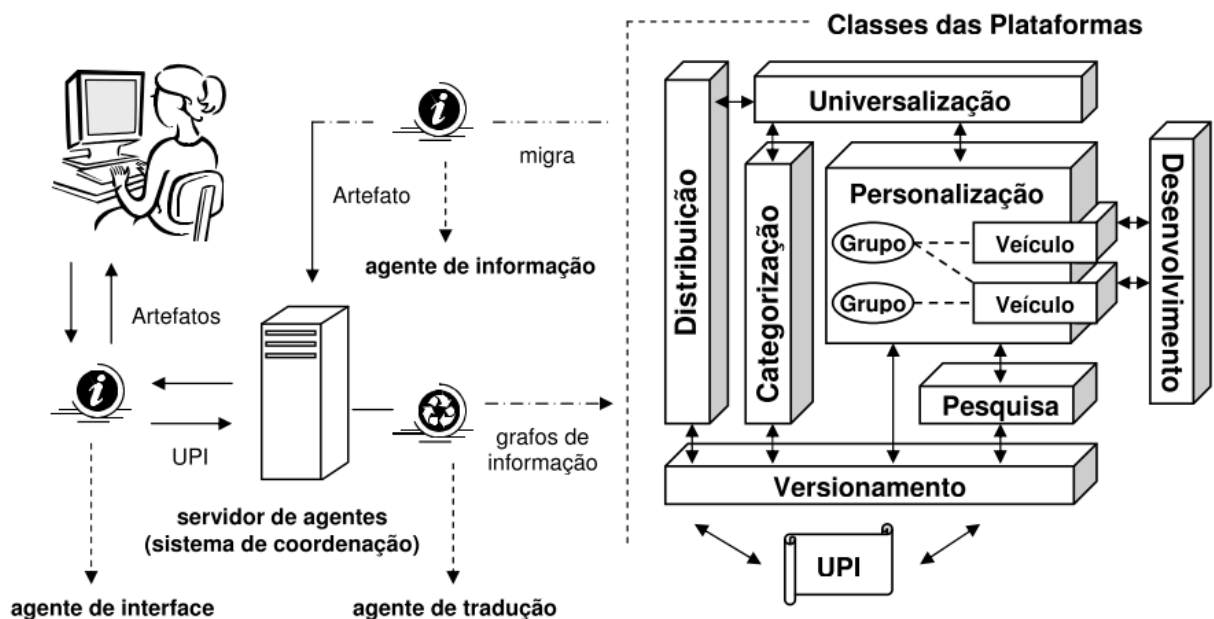 Classes das Plataformas
migra
Artefato
agente de informação
Artefatos
UPI
grafos de
informação
servidor de agentes
(sistema de coordenação)
agente de interface
agente de tradução
Universalização
Distribuição
Categorização
Personalização
Grupo
Veículo
Grupo
Veículo
Desenvolvimento
Pesquisa
Versionamento
UPI